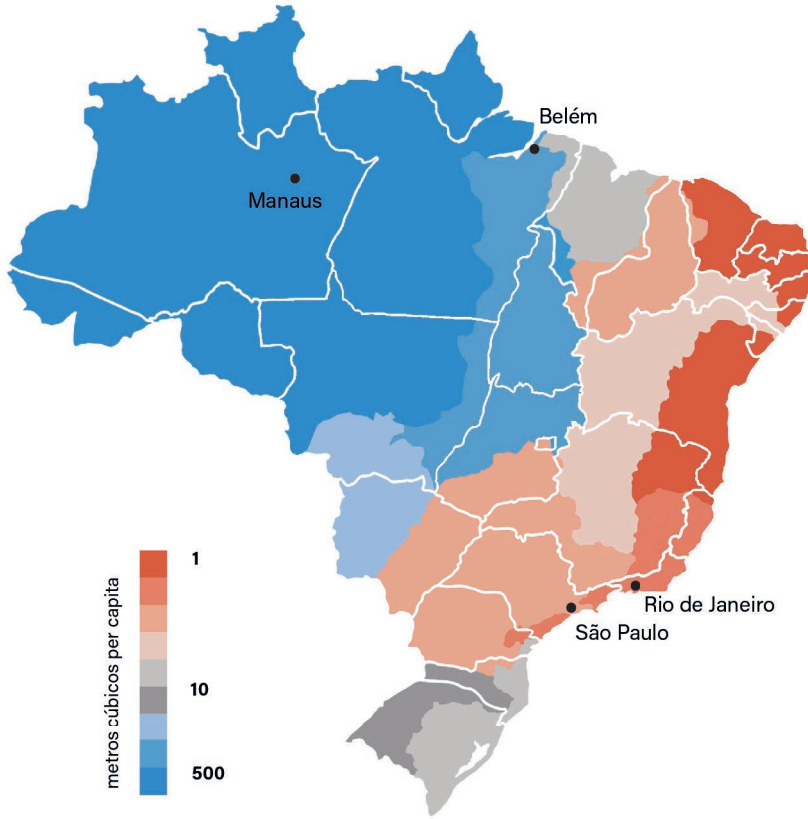 Belém
Manaus
Rio de Janeiro
São Paulo
metros cúbicos per capita
1
10
500